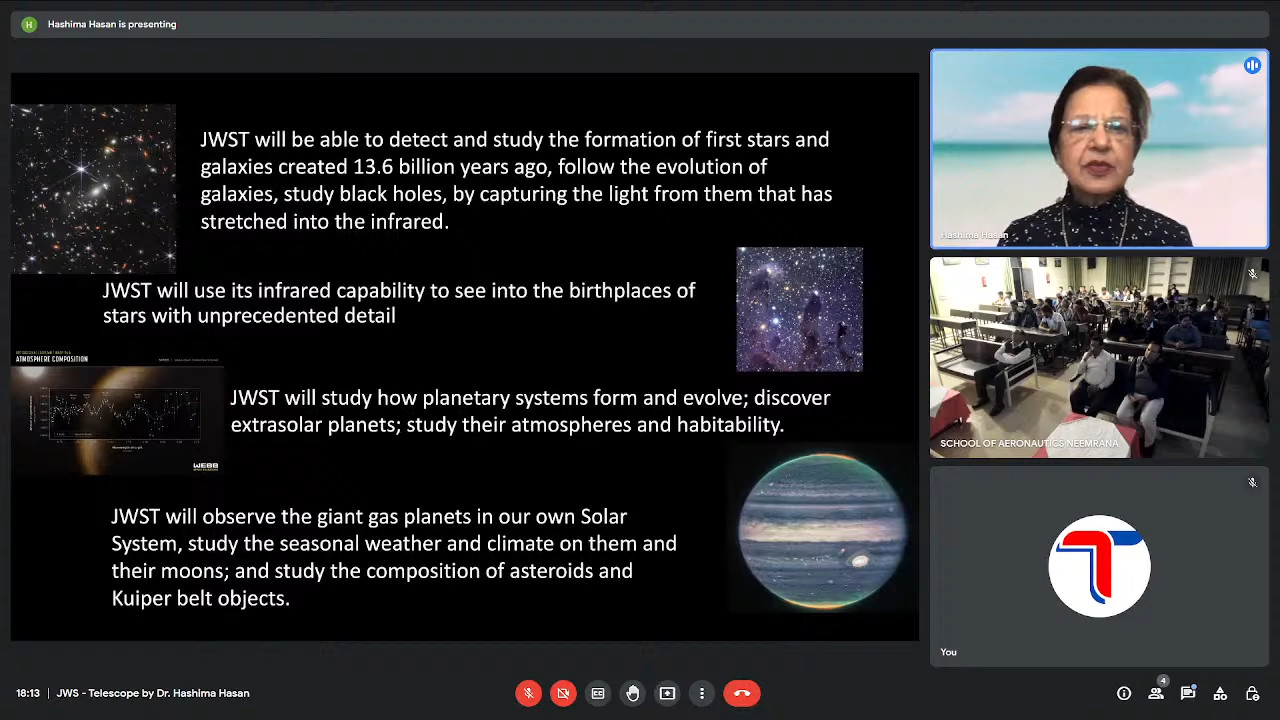 H
Hashima Hasan is presenting
JWST will be able to detect and study the formation of first stars and
galaxies created 13.6 billion years ago, follow the evolution of
galaxies, study black holes, by capturing the light from them that has
stretched into the infrared.
JWST will use its infrared capability to see into the birthplaces of
stars with unprecedented detail
ATMOSPHERE COMPOSITION
WEBB
JWST will study how planetary systems form and evolve; discover
extrasolar planets; study their atmospheres and habitability.
JWST will observe the giant gas planets in our own Solar
System, study the seasonal weather and climate on them and
their moons; and study the composition of asteroids and
Kuiper belt objects.
Hashima Hasan
SCHOOL OF AERONAUTICS NEEMRANA
You
18:13 | JWS - Telescope by Dr. Hashima Hasan
4